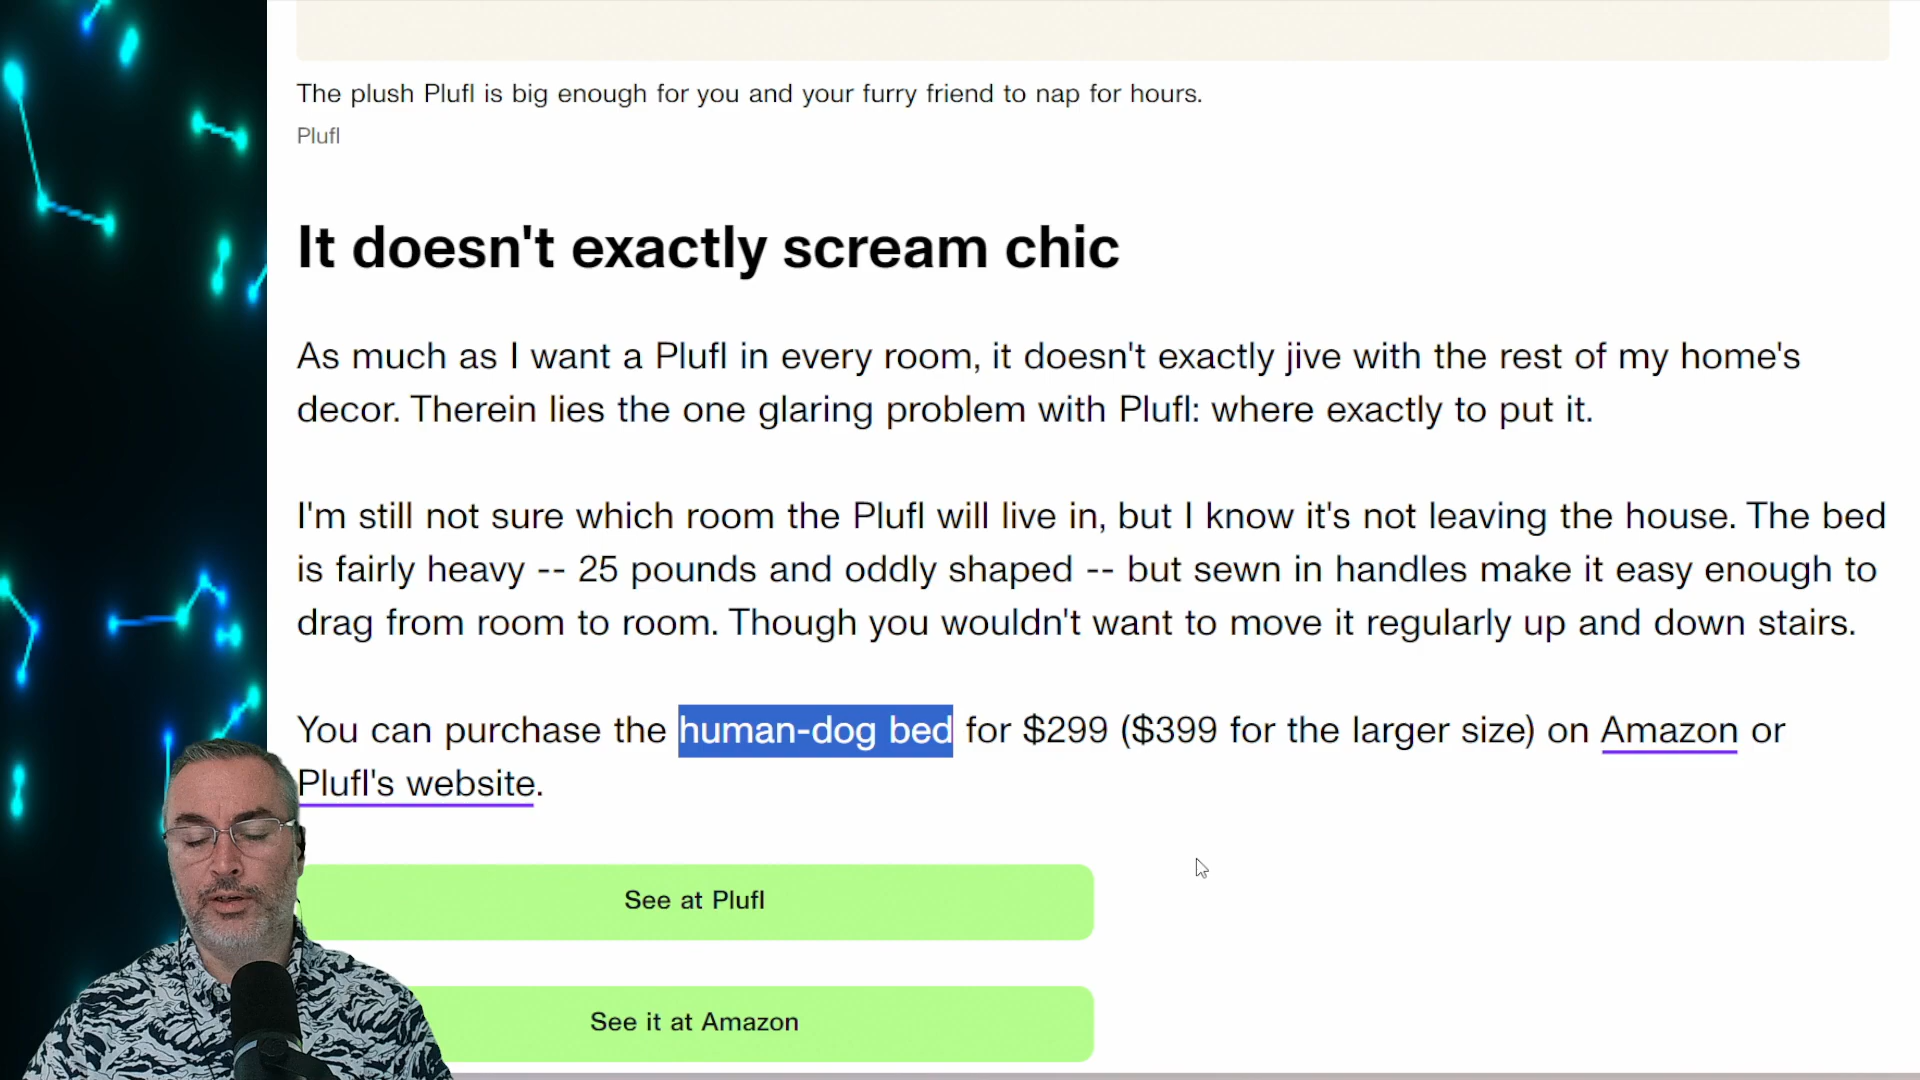 The plush Plufl is big enough for you and your furry friend to nap for hours.
Plufl
It doesn't exactly scream chic
As much as I want a Plufl in every room, it doesn't exactly jive with the rest of my home's
decor. Therein lies the one glaring problem with Plufl: where exactly to put it.
I'm still not sure which room the Plufl will live in, but I know it's not leaving the house. The bed
is fairly heavy -- 25 pounds and oddly shaped -- but sewn in handles make it easy enough to
drag from room to room. Though you wouldn't want to move it regularly up and down stairs.
You can purchase the human-dog bed for $299 ($399 for the larger size) on Amazon or
Plufl's website.
See at Plufl
See it at Amazon